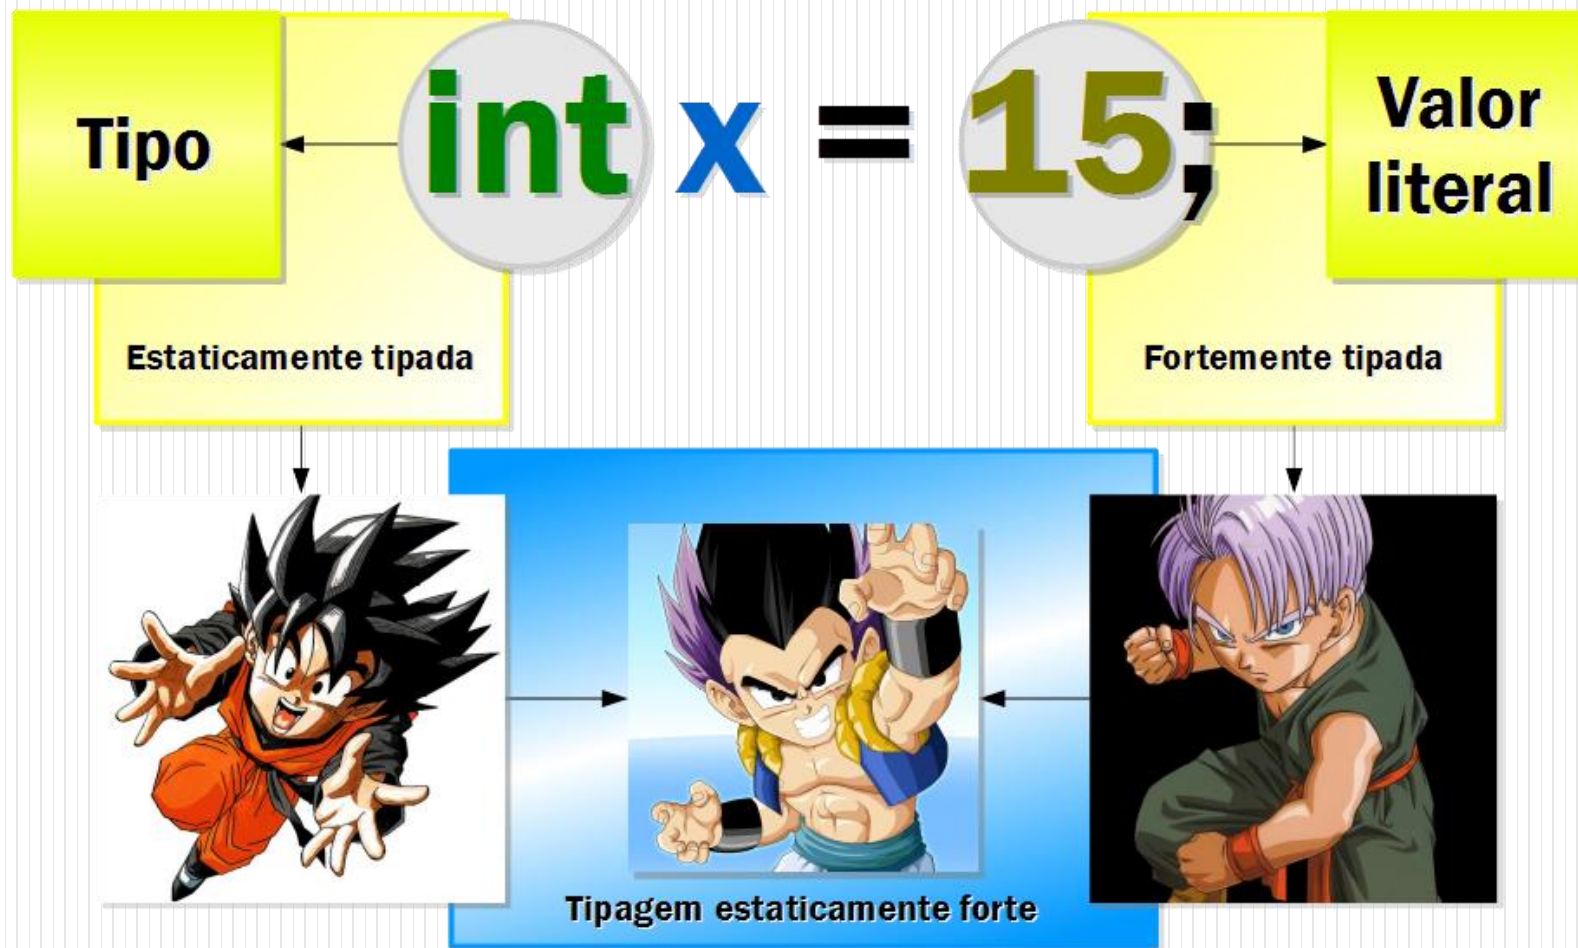 Tipo
int x = 15;
Valor
literal
Estaticamente tipada
Fortemente tipada
Tipagem estaticamente forte